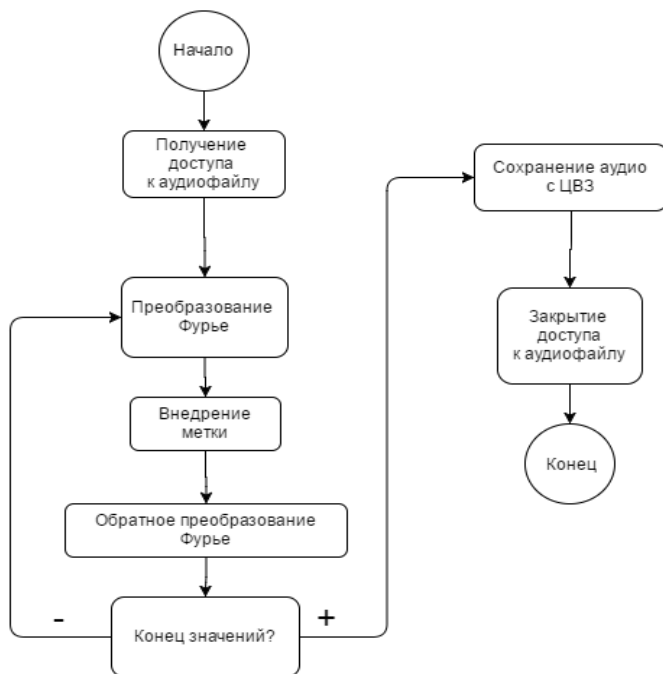 Начало
Получение
доступа
к аудиофайлу
Преобразование
Фурье
Внедрение
метки
Обратное преобразование
Фурье
-
Конец значений?
+
Сохранение аудио
с ЦВЗ
Закрытие
доступа
к аудиофайлу
Конец